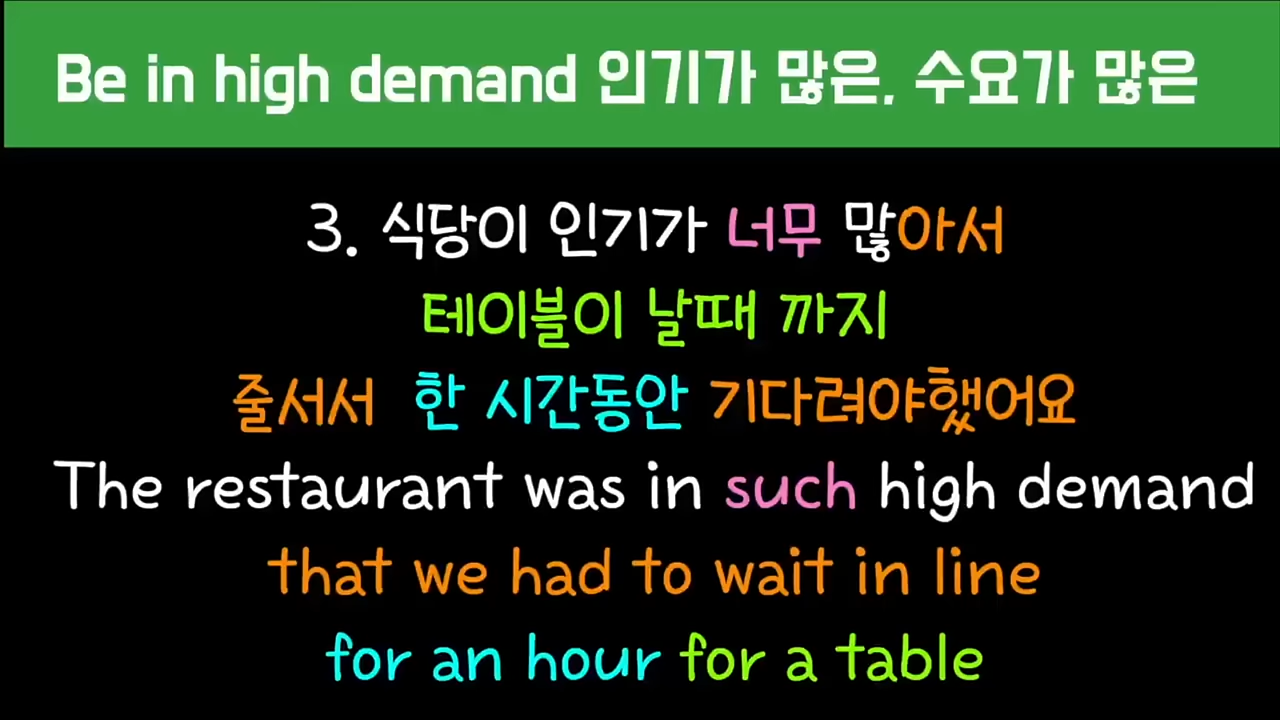 Be in high demand 인기가 많은, 수요가 많은
3. 식당이 인기가 너무 많아서
테이블이 날때 까지
줄서서 한 시간동안 기다려야했어요
The restaurant was in such high demand
that we had to wait in line
for an hour for a table